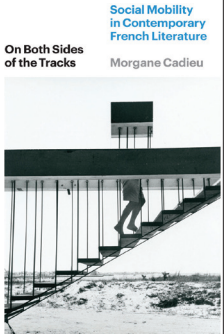 Social Mobility
in Contemporary
French Literature
On Both Sides
of the Tracks
Morgane Cadieu